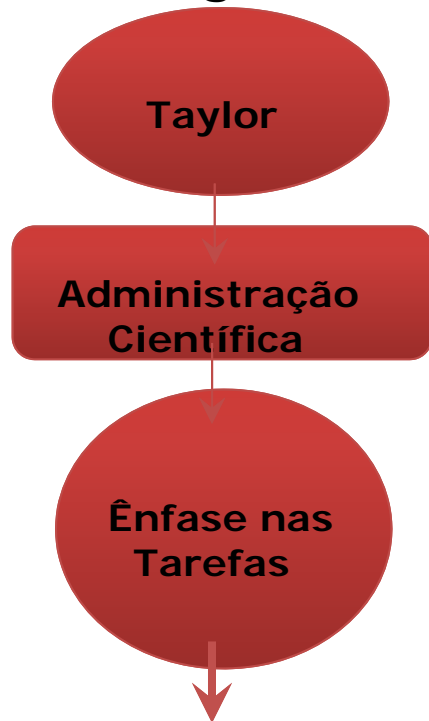 Taylor
Administração
Científica
Ênfase nas
Tarefas